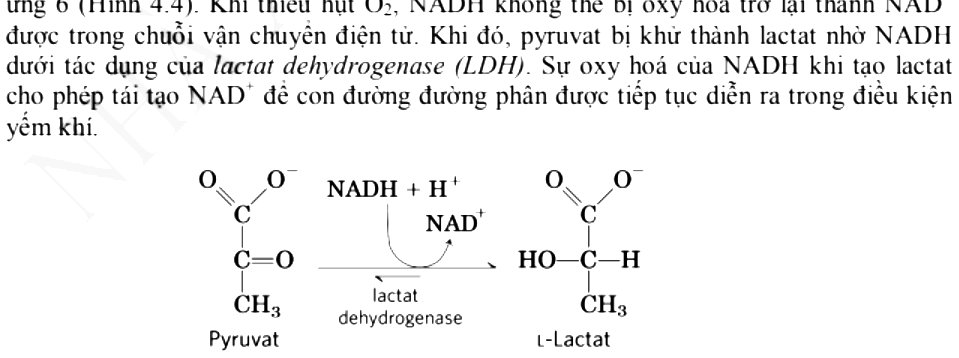 ứng 6 (Hình 4.4). Khi thiếu hụt O₂, NADH không thể bị oxy hoá trở lại thành NAD⁺
được trong chuỗi vận chuyển điện tử. Khi đó, pyruvat bị khử thành lactat nhờ NADH
dưới tác dụng của lactat dehydrogenase (LDH). Sự oxy hoá của NADH khi tạo lactat
cho phép tái tạo NAD⁺ để con đường đường phân được tiếp tục diễn ra trong điều kiện
yếm khí.
O O⁻
C
C=O
CH₃
Pyruvat
NADH + H⁺
NAD⁺
lactat
dehydrogenase
O O⁻
C
HO—C—H
CH₃
L-Lactat